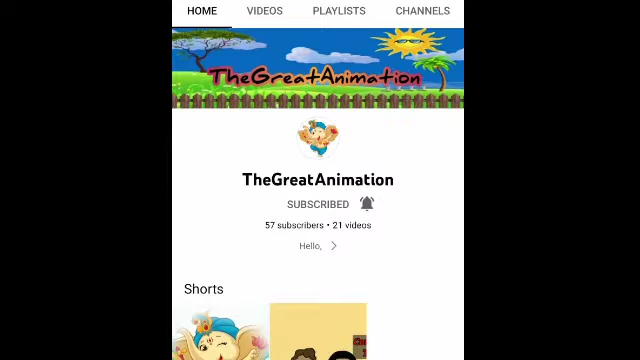 HOME VIDEOS PLAYLISTS CHANNELS
TheGreatAnimation
TheGreatAnimation
SUBSCRIBED
57 subscribers • 21 videos
Hello,
Shorts